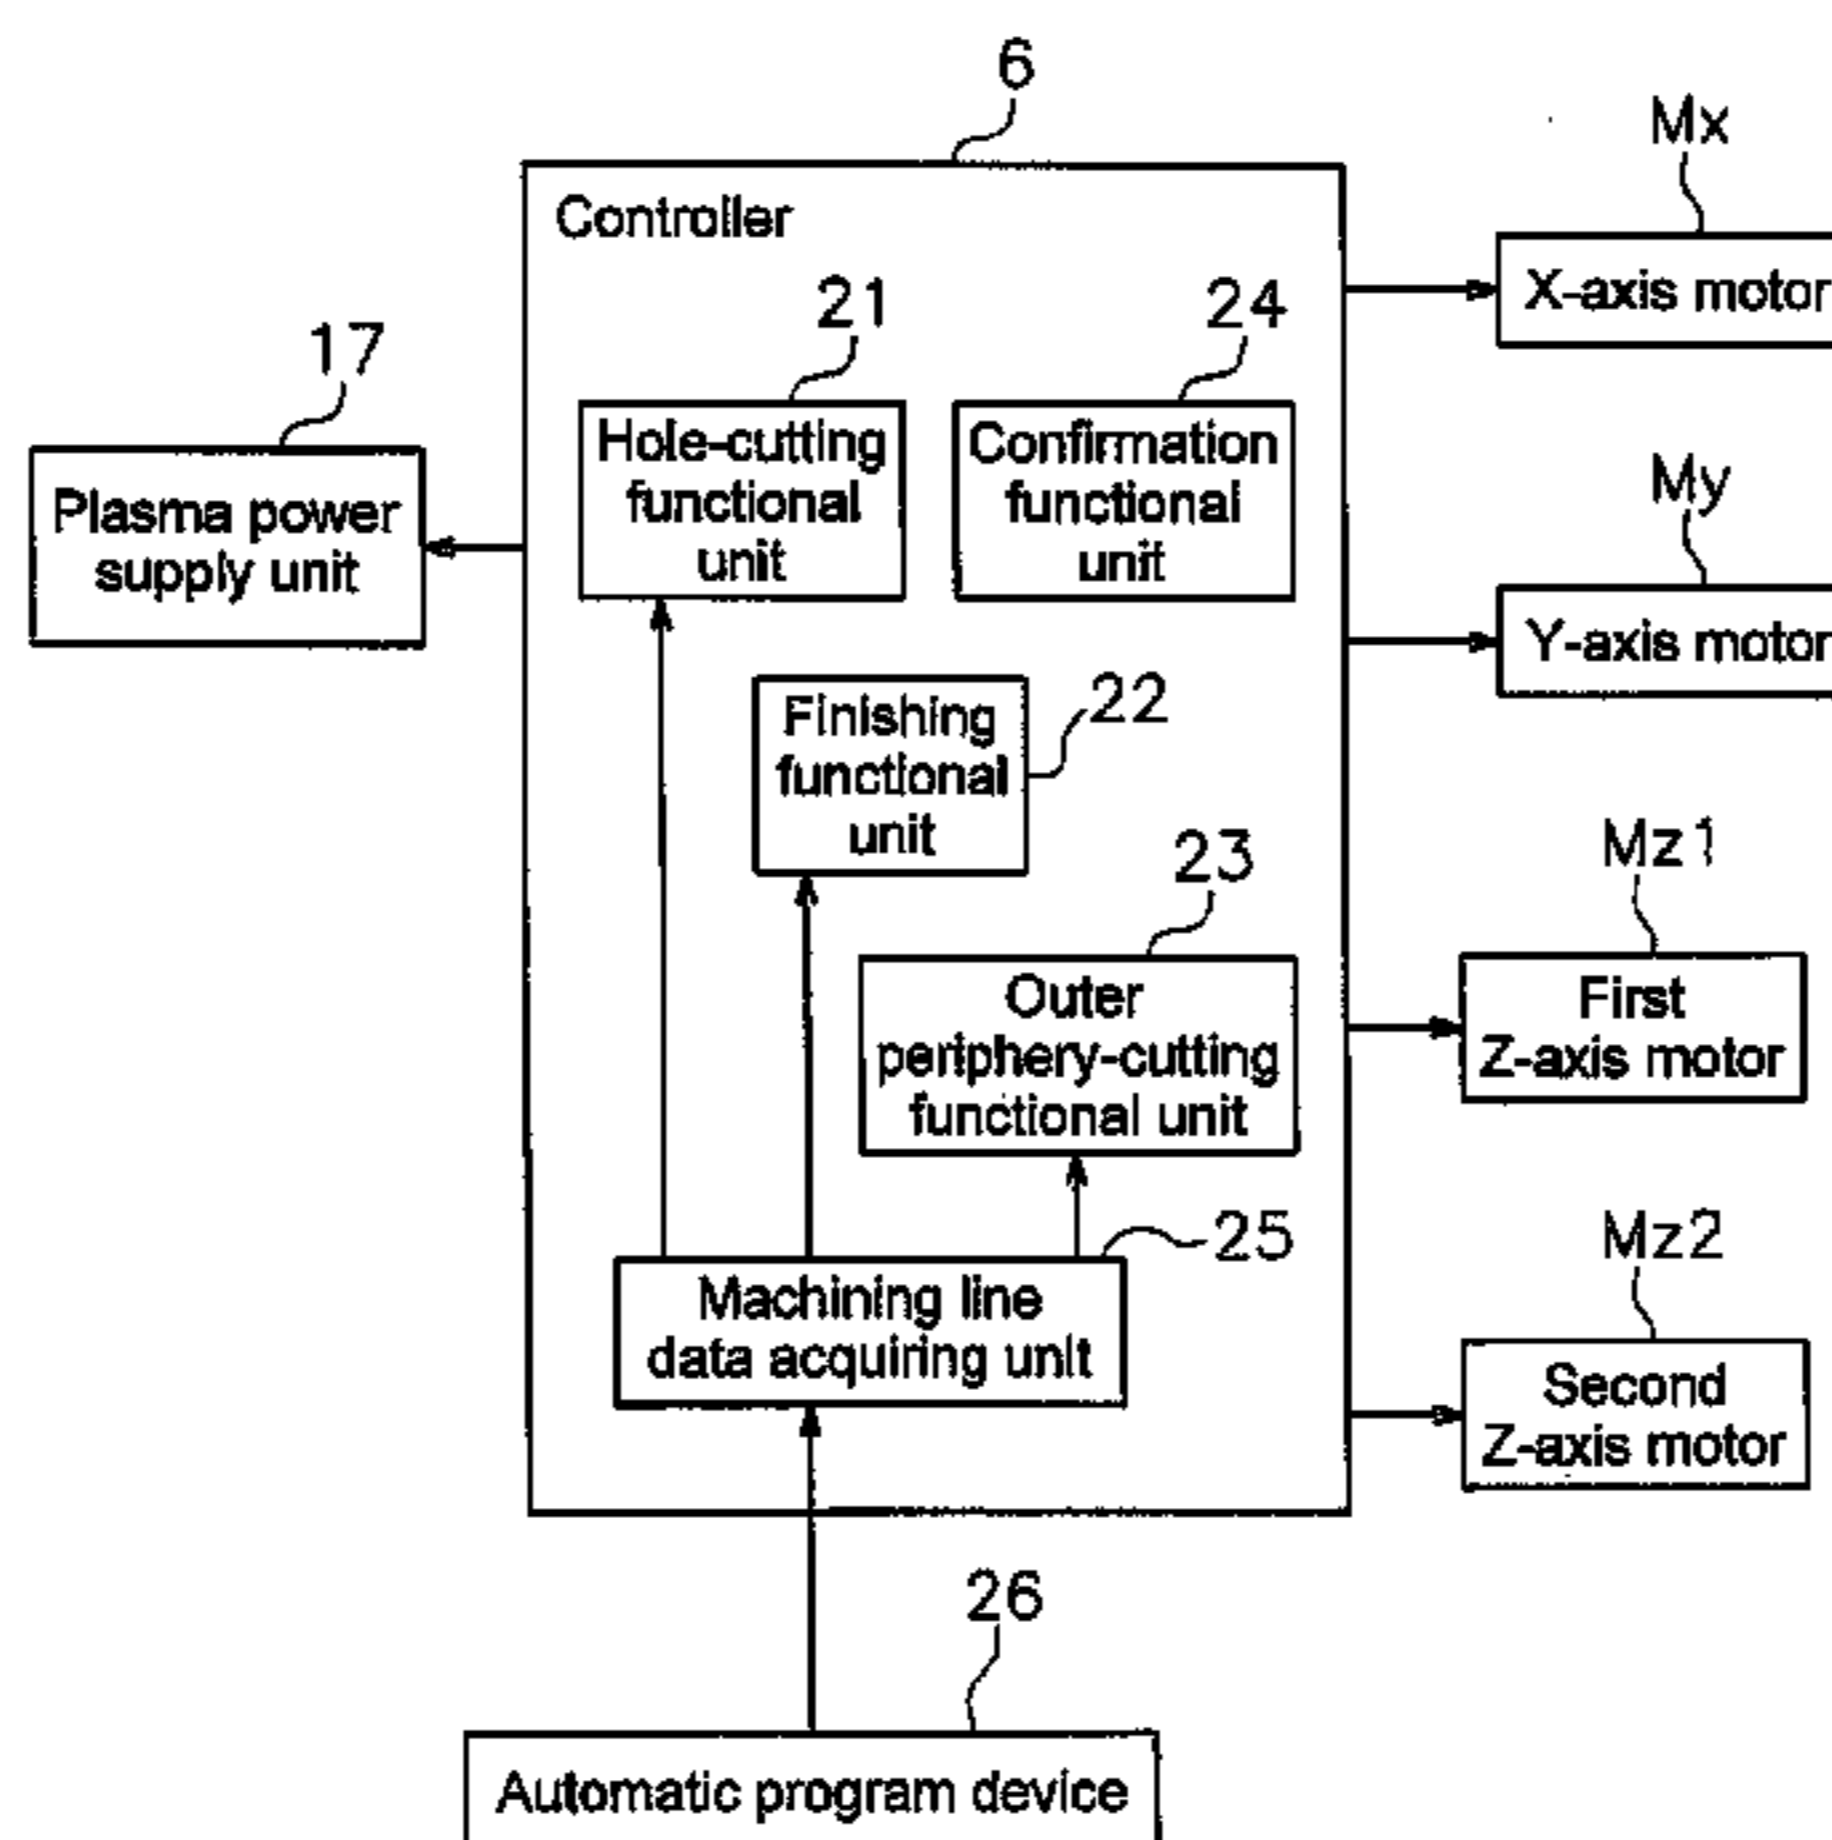 6
Controller
Mx
X-axis motor
21
24
17
Hole-cutting
functional
unit
Confirmation
functional
unit
Plasma power
supply unit
My
Y-axis motor
22
Finishing
functional
unit
23
Outer
periphery-cutting
functional unit
Mz1
First
Z-axis motor
25
Machining line
data acquiring unit
Mz2
Second
Z-axis motor
26
Automatic program device